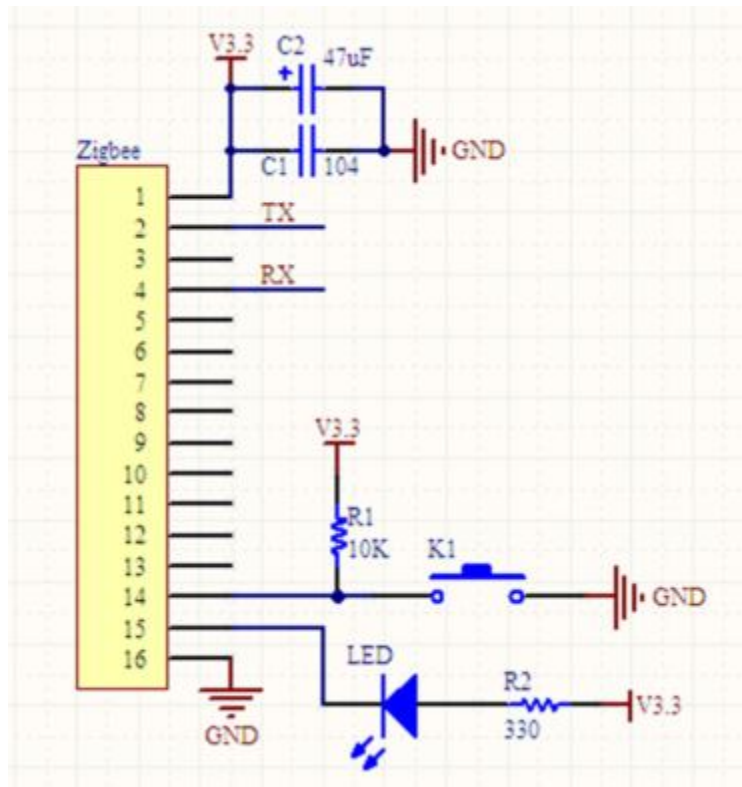 V3.3
C2
47uF
+
Zigbee
C1
104
GND
1
TX
2
3
RX
4
5
6
7
8
9
V3.3
10
11
R1
12
10K
K1
13
14
GND
15
LED
16
R2
V3.3
330
GND